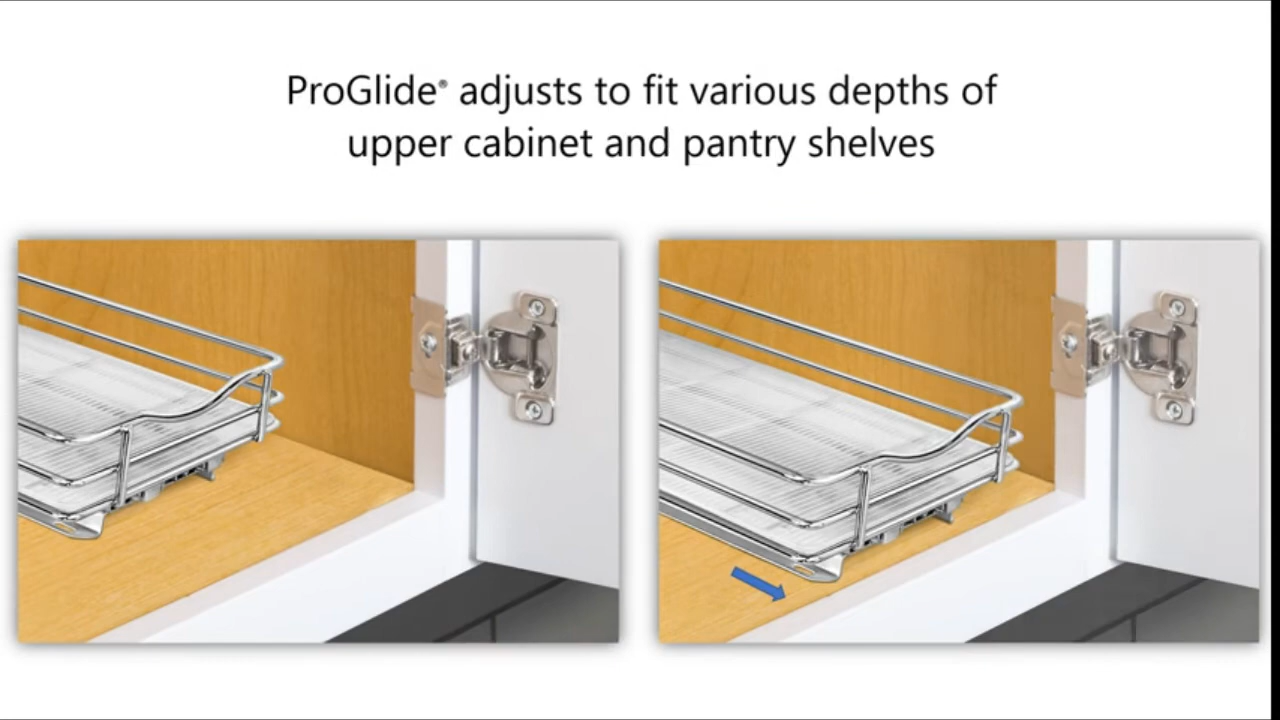 ProGlide® adjusts to fit various depths of
upper cabinet and pantry shelves